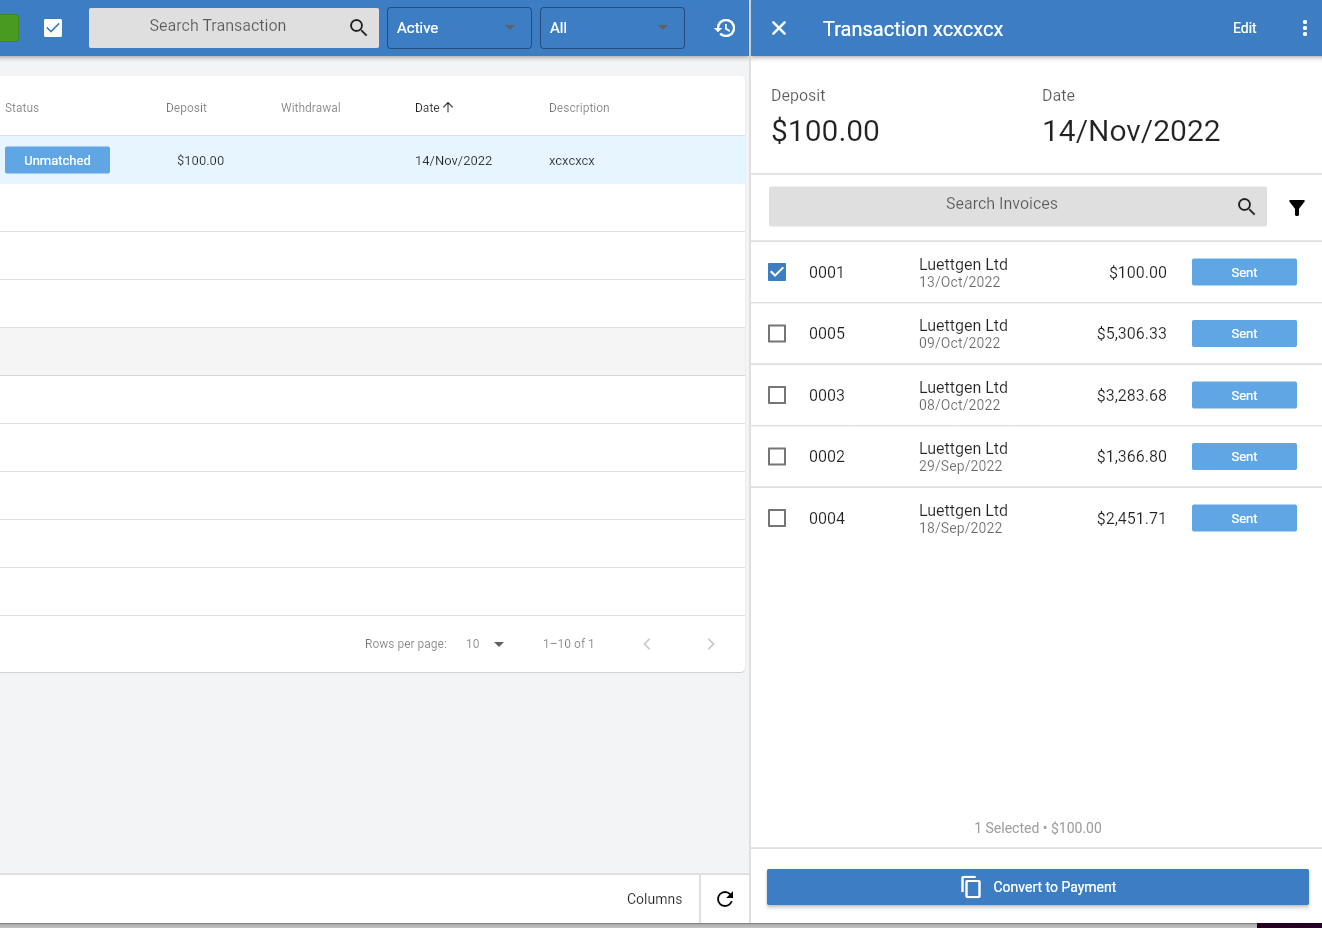 Search Transaction
Active
All
Transaction xcxcxcx
Edit
Status
Deposit
Withdrawal
Date
Description
Unmatched
$100.00
14/Nov/2022
xcxcxcx
Rows per page:
10
1–10 of 1
Columns
Deposit
Date
$100.00
14/Nov/2022
Search Invoices
0001
Luettgen Ltd
13/Oct/2022
$100.00
Sent
0005
Luettgen Ltd
09/Oct/2022
$5,306.33
Sent
0003
Luettgen Ltd
08/Oct/2022
$3,283.68
Sent
0002
Luettgen Ltd
29/Sep/2022
$1,366.80
Sent
0004
Luettgen Ltd
18/Sep/2022
$2,451.71
Sent
1 Selected • $100.00
Convert to Payment